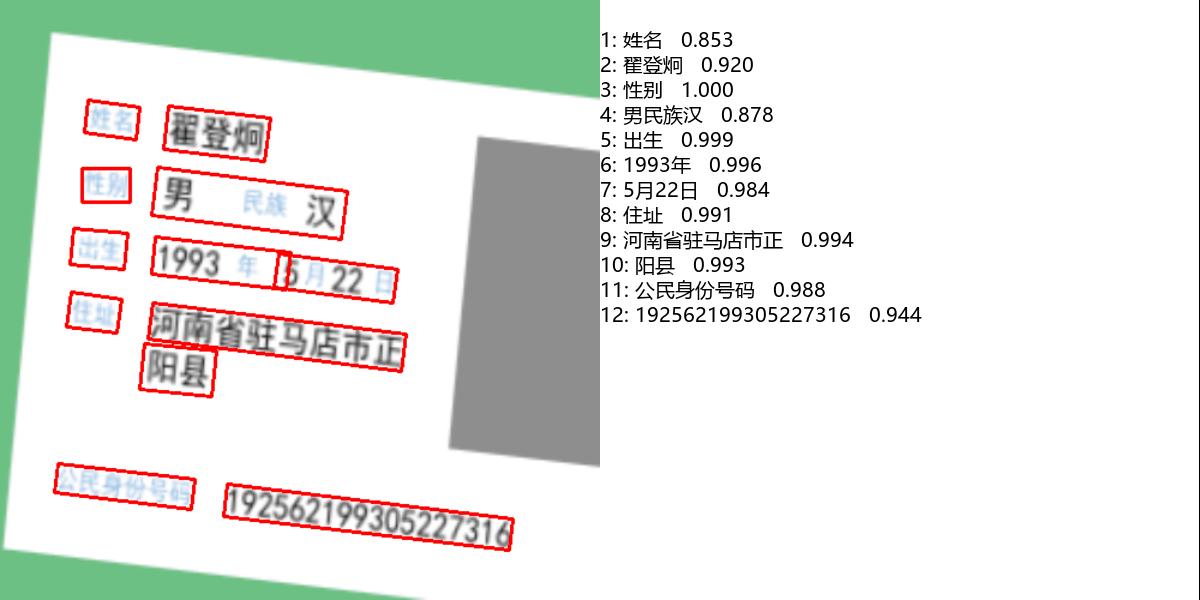 姓名 翟登炯
性别 男 民族 汉
出生 1993 年 5 月 22 日
住址 河南省驻马店市正
阳县
公民身份号码 192562199305227316
1: 姓名 0.853
2: 翟登炯 0.920
3: 性别 1.000
4: 男民族汉 0.878
5: 出生 0.999
6: 1993年 0.996
7: 5月22日 0.984
8: 住址 0.991
9: 河南省驻马店市正 0.994
10: 阳县 0.993
11: 公民身份号码 0.988
12: 192562199305227316 0.944